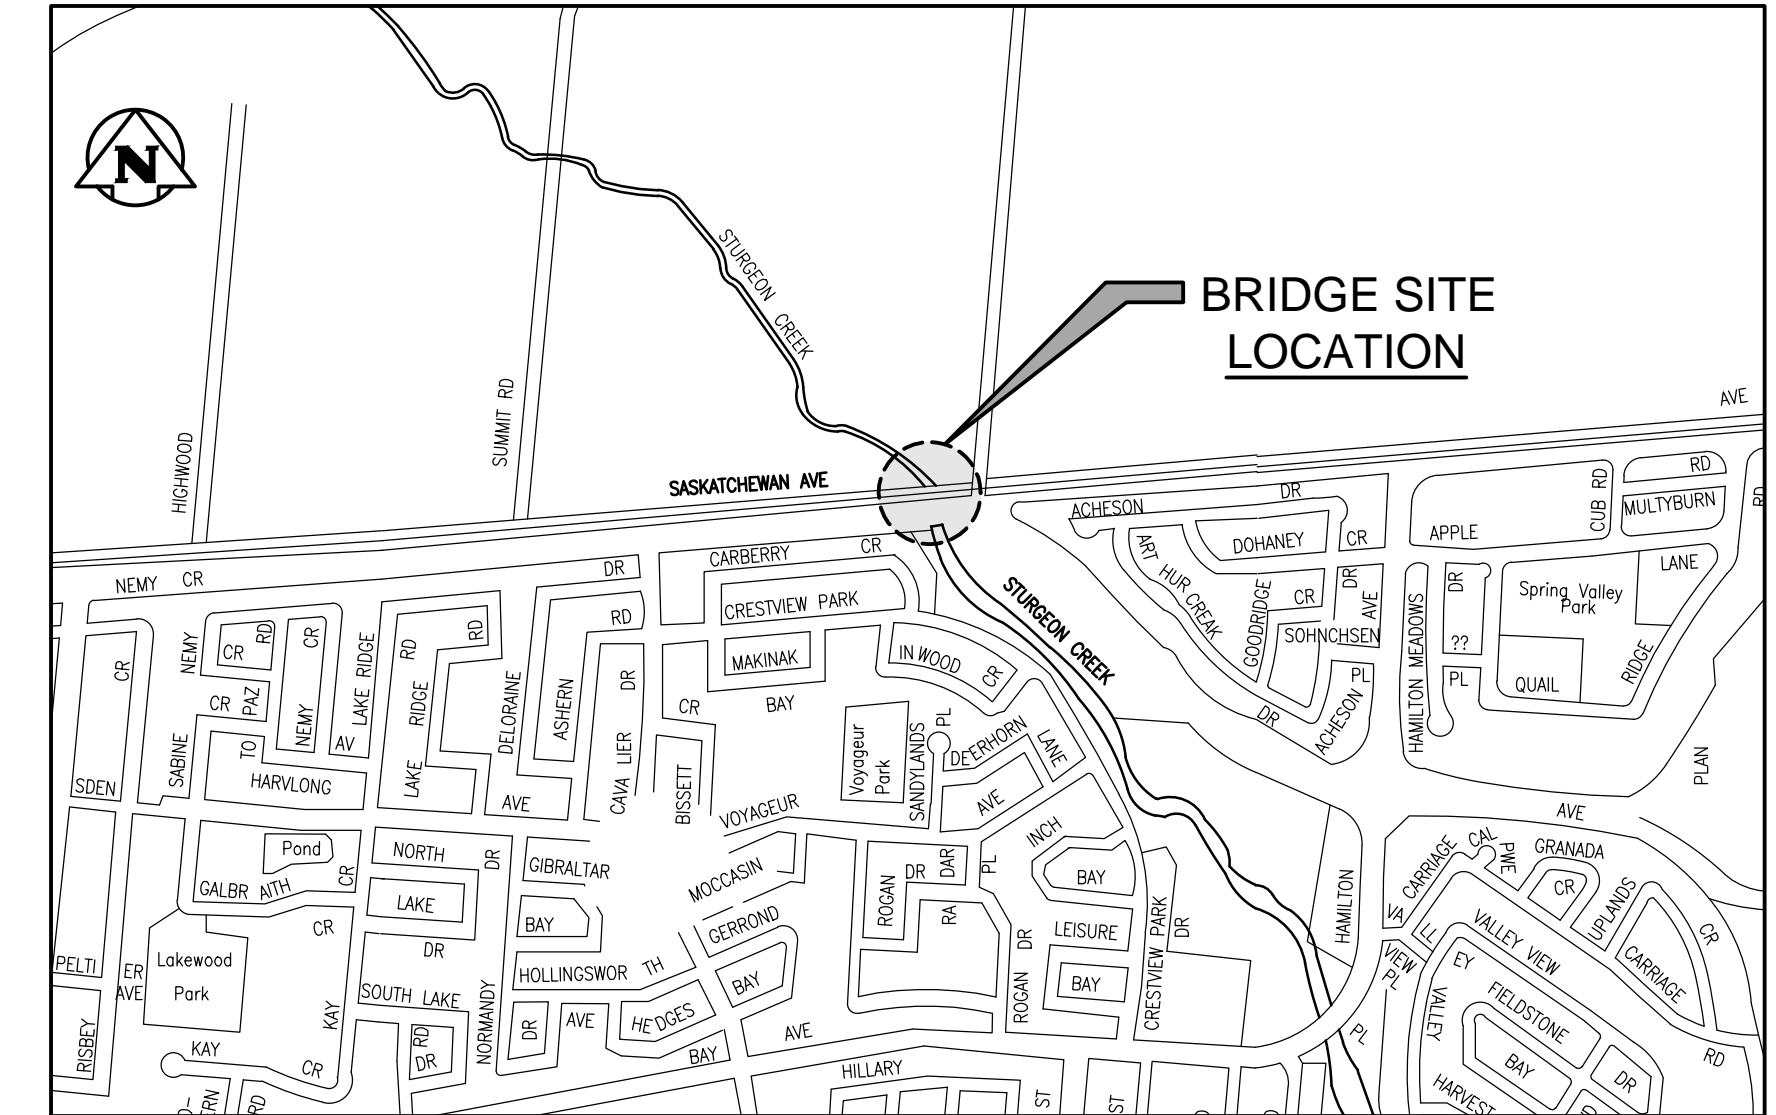 N
BRIDGE SITE
LOCATION
STURGEON CREEK
AVE
HIGHWOOD
SUMMIT RD
SASKATCHEWAN AVE
ACHESON
DR
CUB RD
RD
MULTYBURN
RD
APPLE
LANE
ART HUR CREAK
DOHANEY
CR
DR
CR
AVE
GOODRIDGE
SOHNCHSEN
PL
ACHESON
DR
HAMILTON MEADOWS
DR
??
PL
Spring Valley
Park
QUAIL
RIDGE
PLAN
NEMY CR
DR
CARBERRY
CR
CRESTVIEW PARK
RD
MAKINAK
BAY
IN WOOD
CR
STURGEON CREEK
CR
NEMY
CR
RD
CR
LAKE RIDGE
AV
CR
PAZ
TO
NEMY
RD
RIDGE
LAKE
RD
DELORAINE
ASHERN
CAVA LIER
DR
CR
BISSETT
SABINE
SDEN
HARVLONG
AVE
Voyageur
Park
SANDYLANDS
PL
DEERHORN
LANE
AVE
VOYAGEUR
INCH
BAY
AVE
CAL
PWE
GRANADA
CR
CARRIAGE
UPLANDS
CR
CARRIAGE
VA
LL
EY
VALLEY VIEW
RD
VIEW
PL
VALLEY
HAMILTON
FIELDSTONE
BAY
DR
HARVEST
PL
Pond
NORTH
DR
GIBRALTAR
MOCCASIN
GALBR AITH
CR
CR
LAKE
BAY
ROGAN
DR
DAR
RA
PL
GERROND
BAY
DR
ROGAN
LEISURE
BAY
CRESTVIEW PARK
DR
PELTI
ER
AVE
Lakewood
Park
DR
SOUTH LAKE
HOLLINGSWOR TH
HEDGES
BAY
NORMANDY
DR
AVE
RISBEY
KAY
KAY
CR
RD
DR
AVE
HILLARY
ERN
RD
ST
ST